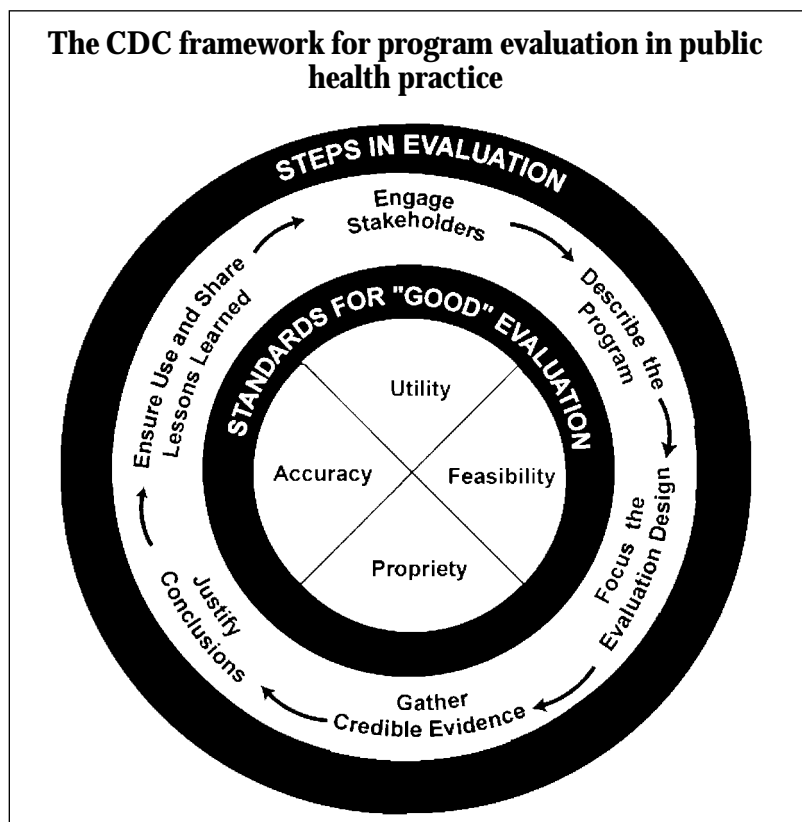 The CDC framework for program evaluation in public
health practice
STEPS IN EVALUATION
Engage
Stakeholders
Describe the
Program
Focus the
Evaluation Design
Gather
Credible Evidence
Justify
Conclusions
Ensure Use and Share
Lessons Learned
STANDARDS FOR "GOOD" EVALUATION
Utility
Accuracy
Feasibility
Propriety